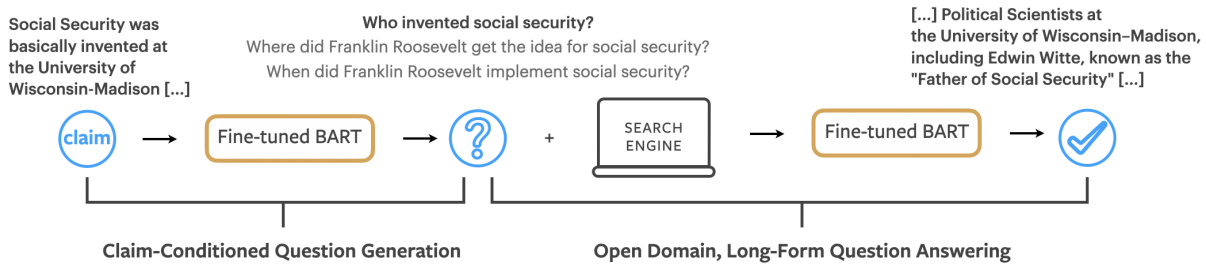 Social Security was
basically invented at
the University of
Wisconsin-Madison [...]
Who invented social security?
Where did Franklin Roosevelt get the idea for social security?
When did Franklin Roosevelt implement social security?
[...] Political Scientists at
the University of Wisconsin–Madison,
including Edwin Witte, known as the
"Father of Social Security" [...]
claim
Fine-tuned BART
?
+
SEARCH
ENGINE
Fine-tuned BART
Claim-Conditioned Question Generation
Open Domain, Long-Form Question Answering